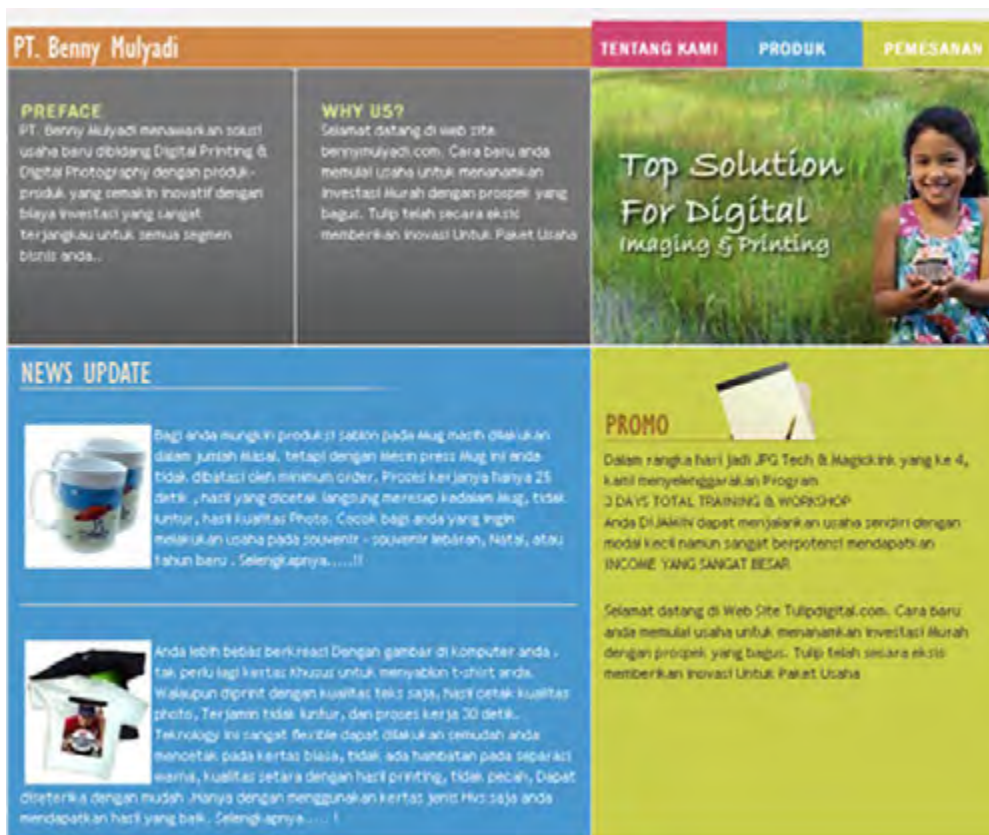 PT. Benny Mulyadi
TENTANG KAMI
PRODUK
PEMESANAN
PREFACE
PT. Benny Mulyadi menawarkan solusi
usaha baru dibidang Digital Printing &
Digital Photography dengan produk-
produk yang semakin inovatif dengan
biaya investasi yang sangat
terjangkau untuk semua segmen
bisnis anda..
WHY US?
Selamat datang di web site
bennymulyadi.com. Cara baru anda
memulai usaha untuk menanamkan
Investasi Murah dengan prospek yang
bagus. Tulip telah secara eksis
memberikan Inovasi Untuk Paket Usaha
Top Solution
For Digital
Imaging & Printing
NEWS UPDATE
Bagi anda mungkin produksi sablon pada Mug masih dilakukan
dalam jumlah Masal, tetapi dengan Mesin press Mug ini anda
tidak dibatasi oleh minimum order. Proses kerjanya hanya 25
detik , hasil yang dicetak langsung meresap kedalam Mug, tidak
luntur, hasil kualitas Photo. Cocok bagi anda yang ingin
melakukan usaha pada souvenir - souvenir lebaran, Natal, atau
tahun baru . Selengkapnya.....!!
Anda lebih bebas berkreasi Dengan gambar di komputer anda .
tak perlu lagi kertas Khusus untuk menyablon t-shirt anda.
Walaupun diprint dengan kualitas teks saja, hasil cetak kualitas
photo, Terjamin tidak luntur, dan proses kerja 30 detik.
Teknology ini sangat flexible dapat dilakukan semudah anda
mencetak pada kertas biasa, tidak ada hambatan pada separasi
warna, kualitas setara dengan hasil printing, tidak pecah, Dapat
diseterika dengan mudah .Hanya dengan menggunakan kertas jenis Hvs saja anda
mendapatkan hasil yang baik. Selengkapnya..... !
PROMO
Dalam rangka hari jadi JPG Tech & Magickink yang ke 4,
kami menyelenggarakan Program
DAYS TOTAL TRAINING & WORKSHOP
Anda DIJAMIN dapat menjalankan usaha sendiri dengan
modal kecil namun sangat berpotensi mendapatkan
INCOME YANG SANGAT BESAR
Selamat datang di Web Site Tulipdigital.com. Cara baru
anda memulai usaha untuk menanamkan Investasi Murah
dengan prospek yang bagus. Tulip telah secara eksis
memberikan Inovasi Untuk Paket Usaha